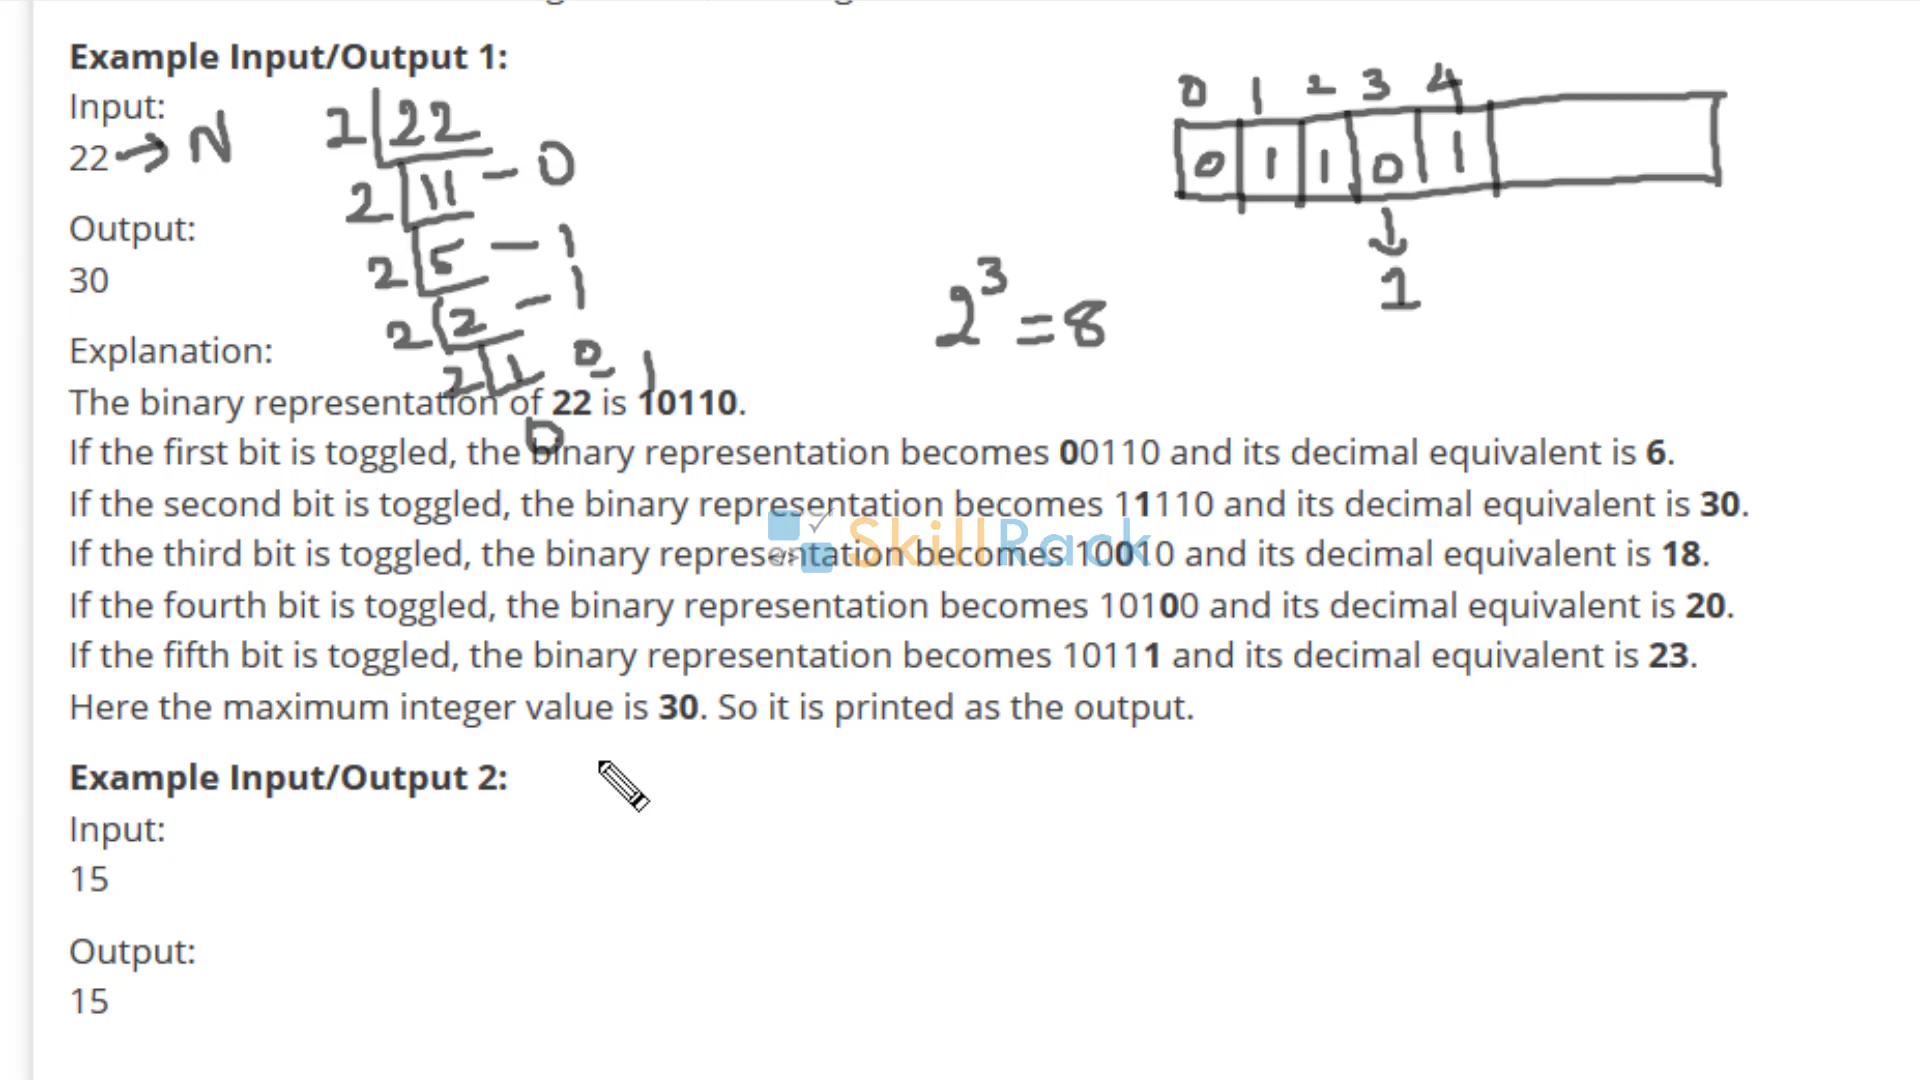 Example Input/Output 1:
Input:
22 → N
2 22
2 11 - 0
2 5 - 1
2 2 - 1
2 1 0 1
0
0 1 2 3 4
0 1 1 0 1
↓
1
2³ = 8
Output:
30
Explanation:
The binary representation of 22 is 10110.
If the first bit is toggled, the binary representation becomes 00110 and its decimal equivalent is 6.
If the second bit is toggled, the binary representation becomes 11110 and its decimal equivalent is 30.
SkillRack
If the third bit is toggled, the binary representation becomes 10010 and its decimal equivalent is 18.
If the fourth bit is toggled, the binary representation becomes 10100 and its decimal equivalent is 20.
If the fifth bit is toggled, the binary representation becomes 10111 and its decimal equivalent is 23.
Here the maximum integer value is 30. So it is printed as the output.
Example Input/Output 2:
Input:
15
Output:
15